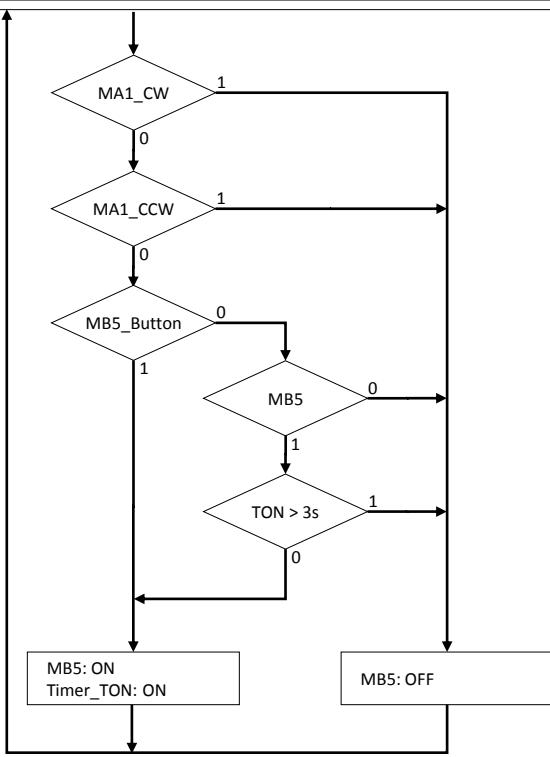 MA1_CW
1
0
MA1_CCW
1
0
MB5_Button
0
1
MB5
0
1
TON > 3s
1
0
MB5: ON
Timer_TON: ON
MB5: OFF